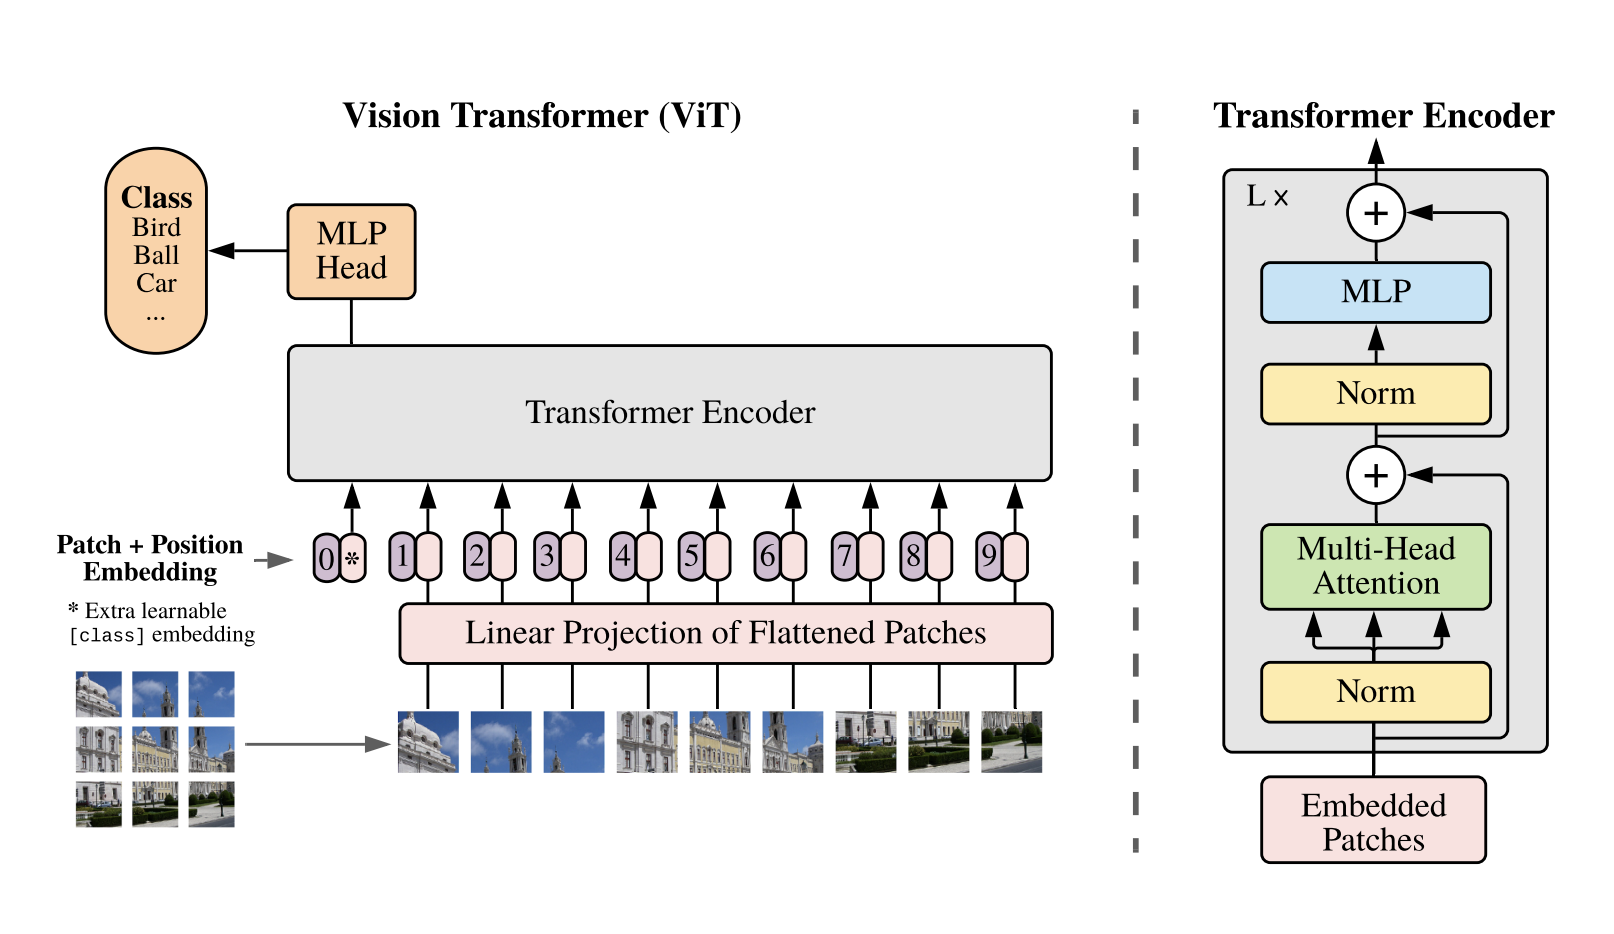 Vision Transformer (ViT)
Class
Bird
Ball
Car
...
MLP
Head
Transformer Encoder
Patch + Position
Embedding
* Extra learnable
[class] embedding
0 * 1 2 3 4 5 6 7 8 9
Linear Projection of Flattened Patches
Transformer Encoder
L ×
+
MLP
Norm
+
Multi-Head
Attention
Norm
Embedded
Patches